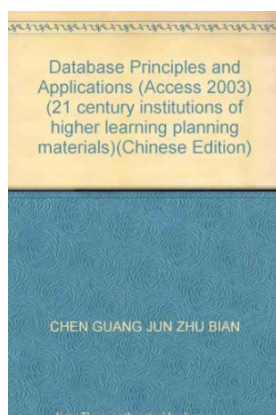 Database Principles and
Applications (Access 2003)
(21 century institutions of
higher learning planning
materials)(Chinese Edition)
CHEN GUANG JUN ZHU BIAN